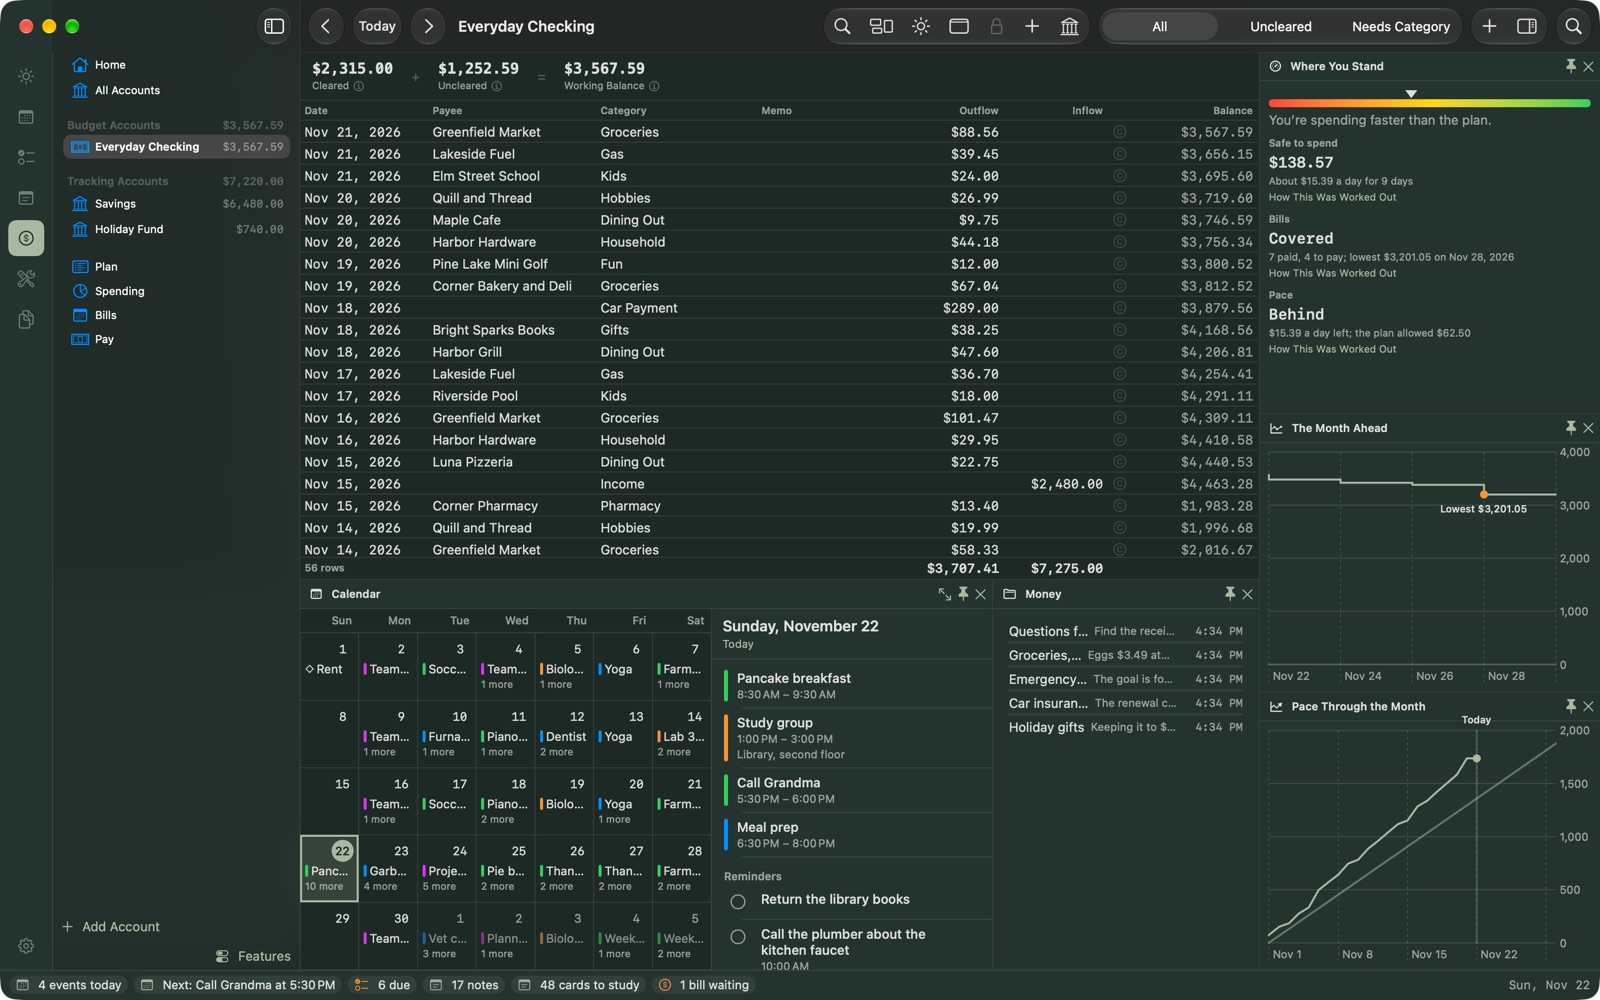 Today
Everyday Checking
All
Uncleared
Needs Category
Home
All Accounts
Budget Accounts $3,567.59
Everyday Checking $3,567.59
Tracking Accounts $7,220.00
Savings $6,480.00
Holiday Fund $740.00
Plan
Spending
Bills
Pay
Add Account
Features
$2,315.00 + $1,252.59 = $3,567.59
Cleared Uncleared Working Balance
Date Payee Category Memo Outflow Inflow Balance
Nov 21, 2026 Greenfield Market Groceries $88.56 $3,567.59
Nov 21, 2026 Lakeside Fuel Gas $39.45 $3,656.15
Nov 21, 2026 Elm Street School Kids $24.00 $3,695.60
Nov 20, 2026 Quill and Thread Hobbies $26.99 $3,719.60
Nov 20, 2026 Maple Cafe Dining Out $9.75 $3,746.59
Nov 20, 2026 Harbor Hardware Household $44.18 $3,756.34
Nov 19, 2026 Pine Lake Mini Golf Fun $12.00 $3,800.52
Nov 19, 2026 Corner Bakery and Deli Groceries $67.04 $3,812.52
Nov 18, 2026 Car Payment $289.00 $3,879.56
Nov 18, 2026 Bright Sparks Books Gifts $38.25 $4,168.56
Nov 18, 2026 Harbor Grill Dining Out $47.60 $4,206.81
Nov 17, 2026 Lakeside Fuel Gas $36.70 $4,254.41
Nov 17, 2026 Riverside Pool Kids $18.00 $4,291.11
Nov 16, 2026 Greenfield Market Groceries $101.47 $4,309.11
Nov 16, 2026 Harbor Hardware Household $29.95 $4,410.58
Nov 15, 2026 Luna Pizzeria Dining Out $22.75 $4,440.53
Nov 15, 2026 Income $2,480.00 $4,463.28
Nov 15, 2026 Corner Pharmacy Pharmacy $13.40 $1,983.28
Nov 14, 2026 Quill and Thread Hobbies $19.99 $1,996.68
Nov 14, 2026 Greenfield Market Groceries $58.33 $2,016.67
56 rows $3,707.41 $7,275.00
Calendar
Sun Mon Tue Wed Thu Fri Sat
1 2 3 4 5 6 7
Rent Team... Socc... Team... Biolo... Yoga Farm...
1 more 1 more 1 more
8 9 10 11 12 13 14
Team... Furna... Piano... Dentist Yoga Lab 3...
1 more 1 more 1 more 2 more 2 more
15 16 17 18 19 20 21
Team... Socc... Piano... Biolo... Yoga Farm...
1 more 2 more 1 more
22 23 24 25 26 27 28
Panc... Garb... Proje... Pie b... Than... Than... Farm...
10 more 4 more 5 more 2 more 2 more 2 more 2 more
29 30 1 2 3 4 5
Team... Vet c... Plann... Biolo... Week... Week...
3 more 1 more 1 more 2 more
Sunday, November 22
Today
Pancake breakfast
8:30 AM – 9:30 AM
Study group
1:00 PM – 3:00 PM
Library, second floor
Call Grandma
5:30 PM – 6:00 PM
Meal prep
6:30 PM – 8:00 PM
Reminders
Return the library books
Call the plumber about the
kitchen faucet
10:00 AM
Money
Questions f... Find the recei... 4:34 PM
Groceries,... Eggs $3.49 at... 4:34 PM
Emergency... The goal is fo... 4:34 PM
Car insuran... The renewal c... 4:34 PM
Holiday gifts Keeping it to $... 4:34 PM
Where You Stand
You're spending faster than the plan.
Safe to spend
$138.57
About $15.39 a day for 9 days
How This Was Worked Out
Bills
Covered
7 paid, 4 to pay; lowest $3,201.05 on Nov 28, 2026
How This Was Worked Out
Pace
Behind
$15.39 a day left; the plan allowed $62.50
How This Was Worked Out
The Month Ahead
4,000
3,000
Lowest $3,201.05
2,000
1,000
0
Nov 22 Nov 24 Nov 26 Nov 28
Pace Through the Month
Today
2,000
1,500
1,000
500
0
Nov 1 Nov 8 Nov 15 Nov 22
4 events today
Next: Call Grandma at 5:30 PM
6 due
17 notes
48 cards to study
1 bill waiting
Sun, Nov 22